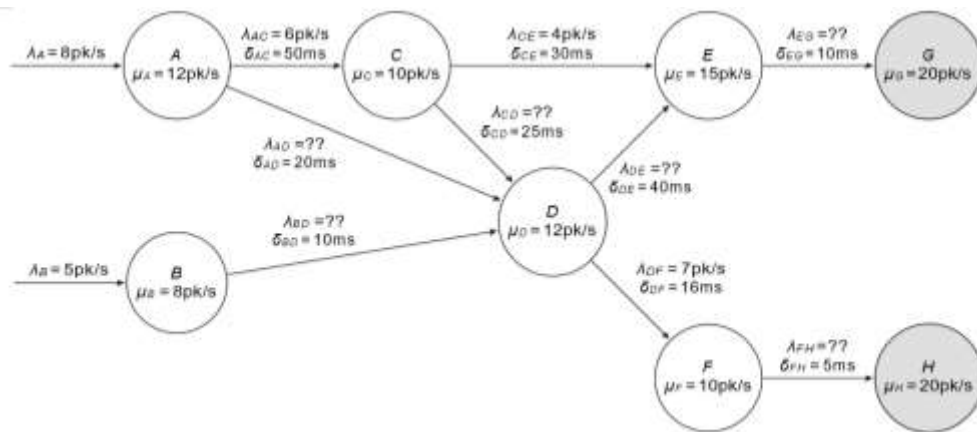 λA = 8pk/s
A
μA = 12pk/s
λAC = 6pk/s
δAC = 50ms
C
μC = 10pk/s
λCE = 4pk/s
δCE = 30ms
E
μE = 15pk/s
λEG = ??
δEG = 10ms
G
μG = 20pk/s
λAD = ??
δAD = 20ms
λCD = ??
δCD = 25ms
λBD = ??
δBD = 10ms
D
μD = 12pk/s
λDE = ??
δDE = 40ms
λB = 5pk/s
B
μB = 8pk/s
λDF = 7pk/s
δDF = 16ms
F
μF = 10pk/s
λFH = ??
δFH = 5ms
H
μH = 20pk/s